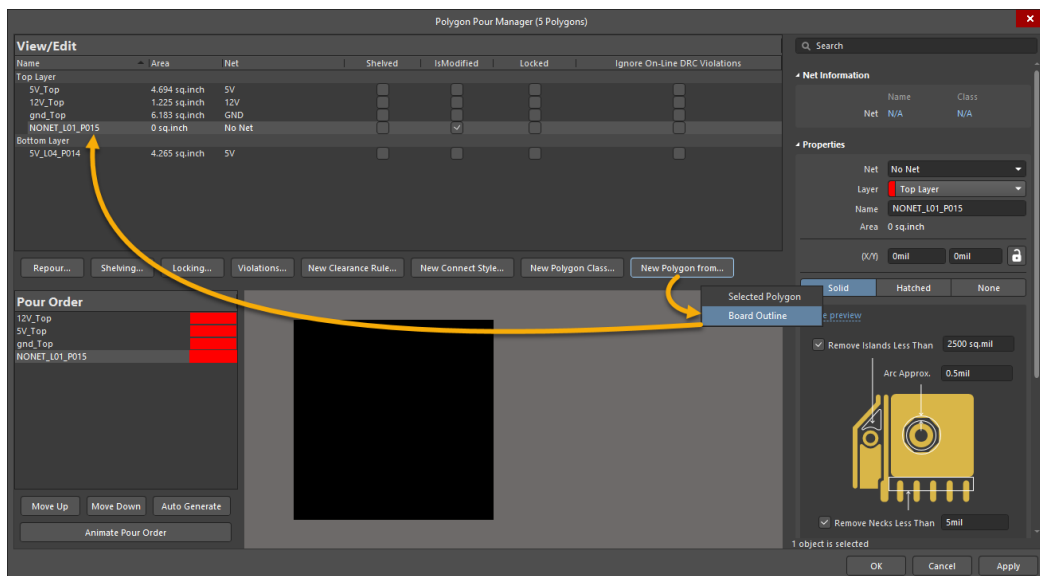 Polygon Pour Manager (5 Polygons)
View/Edit
Name Area Net Shelved IsModified Locked Ignore On-Line DRC Violations
Top Layer
5V_Top 4.694 sq.inch 5V
12V_Top 1.225 sq.inch 12V
gnd_Top 6.183 sq.inch GND
NONET_L01_P015 0 sq.inch No Net
Bottom Layer
5V_L04_P014 4.265 sq.inch 5V
Repour... Shelving... Locking... Violations... New Clearance Rule... New Connect Style... New Polygon Class... New Polygon from...
Selected Polygon
Board Outline
Pour Order
12V_Top
5V_Top
gnd_Top
NONET_L01_P015
Move Up Move Down Auto Generate
Animate Pour Order
Search
Net Information
Name Class
Net N/A N/A
Properties
Net No Net
Layer Top Layer
Name NONET_L01_P015
Area 0 sq.inch
(X/Y) 0mil 0mil
Solid Hatched None
preview
Remove Islands Less Than 2500 sq.mil
Arc Approx. 0.5mil
Remove Necks Less Than 5mil
1 object is selected
OK Cancel Apply